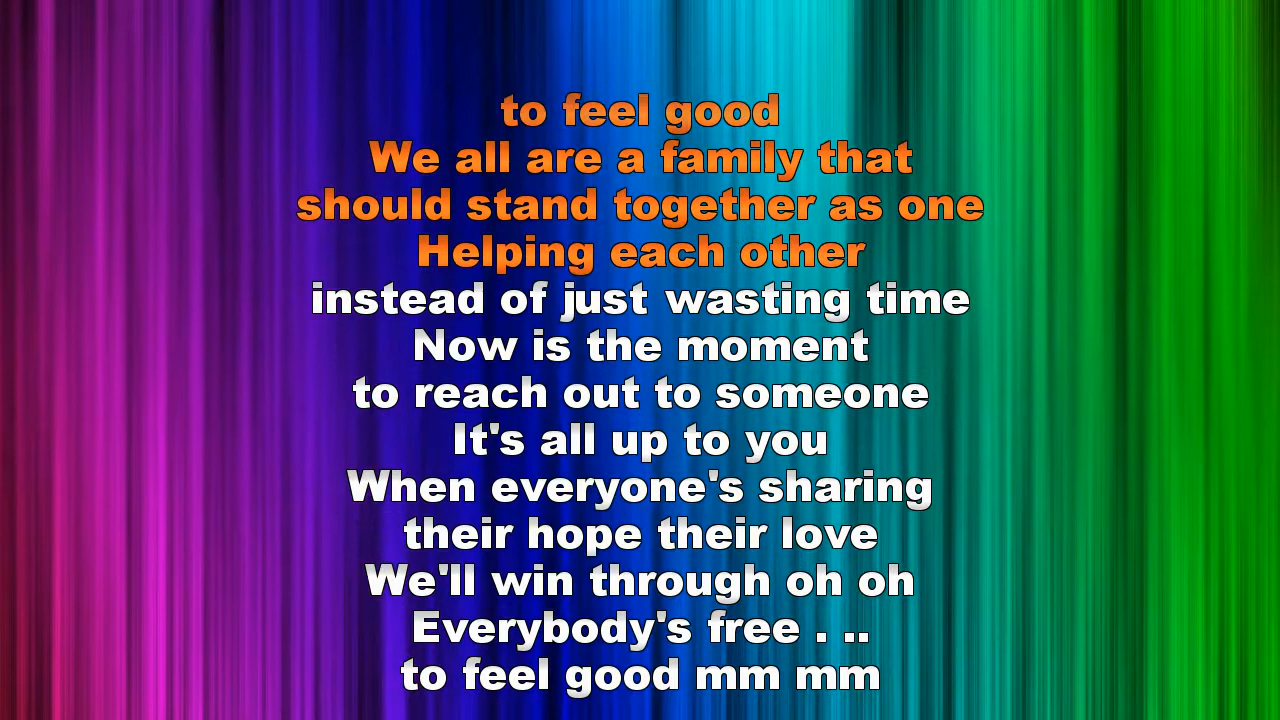 to feel good
We all are a family that
should stand together as one
Helping each other
instead of just wasting time
Now is the moment
to reach out to someone
It's all up to you
When everyone's sharing
their hope their love
We'll win through oh oh
Everybody's free . ..
to feel good mm mm